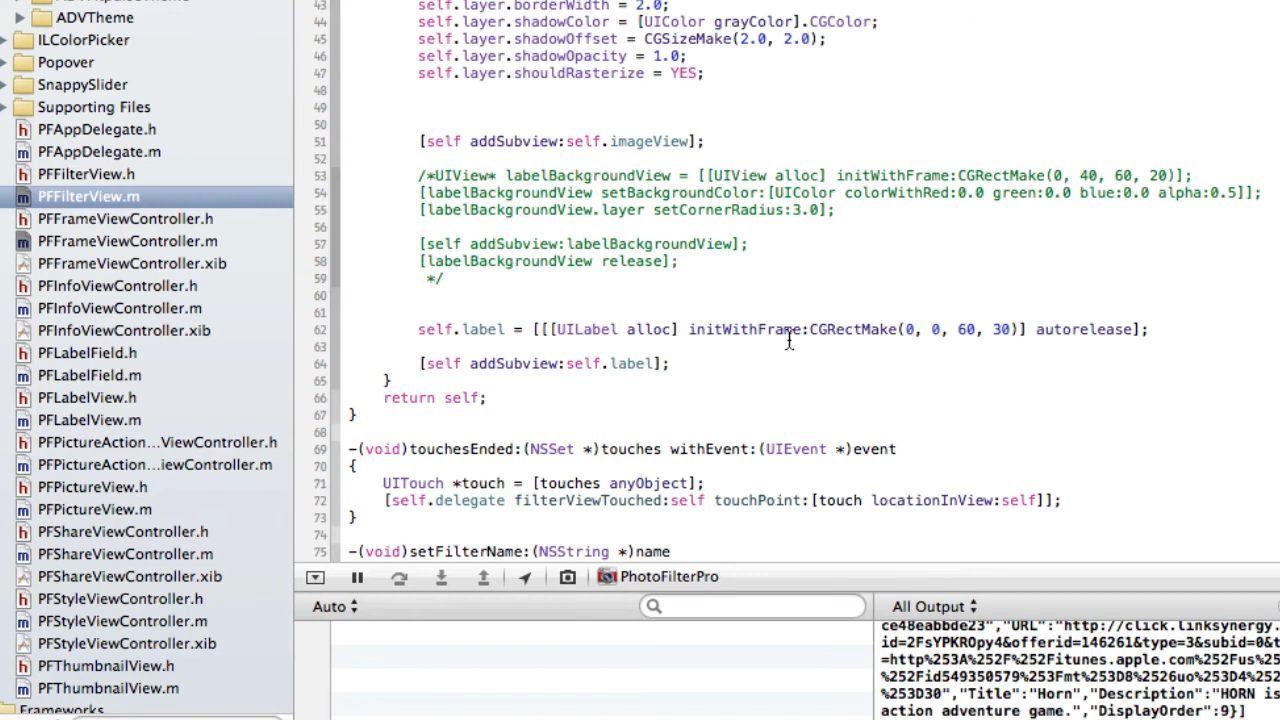 ADVTheme
ILColorPicker
Popover
SnappySlider
Supporting Files
PFAppDelegate.h
PFAppDelegate.m
PFFilterView.h
PFFilterView.m
PFFrameViewController.h
PFFrameViewController.m
PFFrameViewController.xib
PFInfoViewController.h
PFInfoViewController.m
PFInfoViewController.xib
PFLabelField.h
PFLabelField.m
PFLabelView.h
PFLabelView.m
PFPictureAction...ViewController.h
PFPictureAction...iewController.m
PFPictureView.h
PFPictureView.m
PFShareViewController.h
PFShareViewController.m
PFShareViewController.xib
PFStyleViewController.h
PFStyleViewController.m
PFStyleViewController.xib
PFThumbnailView.h
PFThumbnailView.m
Frameworks
43 self.layer.borderWidth = 2.0;
44 self.layer.shadowColor = [UIColor grayColor].CGColor;
45 self.layer.shadowOffset = CGSizeMake(2.0, 2.0);
46 self.layer.shadowOpacity = 1.0;
47 self.layer.shouldRasterize = YES;
48
49
50
51 [self addSubview:self.imageView];
52
53 /*UIView* labelBackgroundView = [[UIView alloc] initWithFrame:CGRectMake(0, 40, 60, 20)];
54 [labelBackgroundView setBackgroundColor:[UIColor colorWithRed:0.0 green:0.0 blue:0.0 alpha:0.5]];
55 [labelBackgroundView.layer setCornerRadius:3.0];
56
57 [self addSubview:labelBackgroundView];
58 [labelBackgroundView release];
59 */
60
61
62 self.label = [[[UILabel alloc] initWithFrame:CGRectMake(0, 0, 60, 30)] autorelease];
63
64 [self addSubview:self.label];
65 }
66 return self;
67 }
68
69 -(void)touchesEnded:(NSSet *)touches withEvent:(UIEvent *)event
70 {
71 UITouch *touch = [touches anyObject];
72 [self.delegate filterViewTouched:self touchPoint:[touch locationInView:self]];
73 }
74
75 -(void)setFilterName:(NSString *)name
PhotoFilterPro
Auto
All Output
ce48eabbde23","URL":"http://click.linksynergy.
id=2FsYPKROpy4&offerid=146261&type=3&subid=0&t
=http%253A%252F%252Fitunes.apple.com%252Fus%25
%252Fid549350579%253Fmt%253D8%2526uo%253D4%252
%253D30","Title":"Horn","Description":"HORN is
action adventure game.","DisplayOrder":9}]